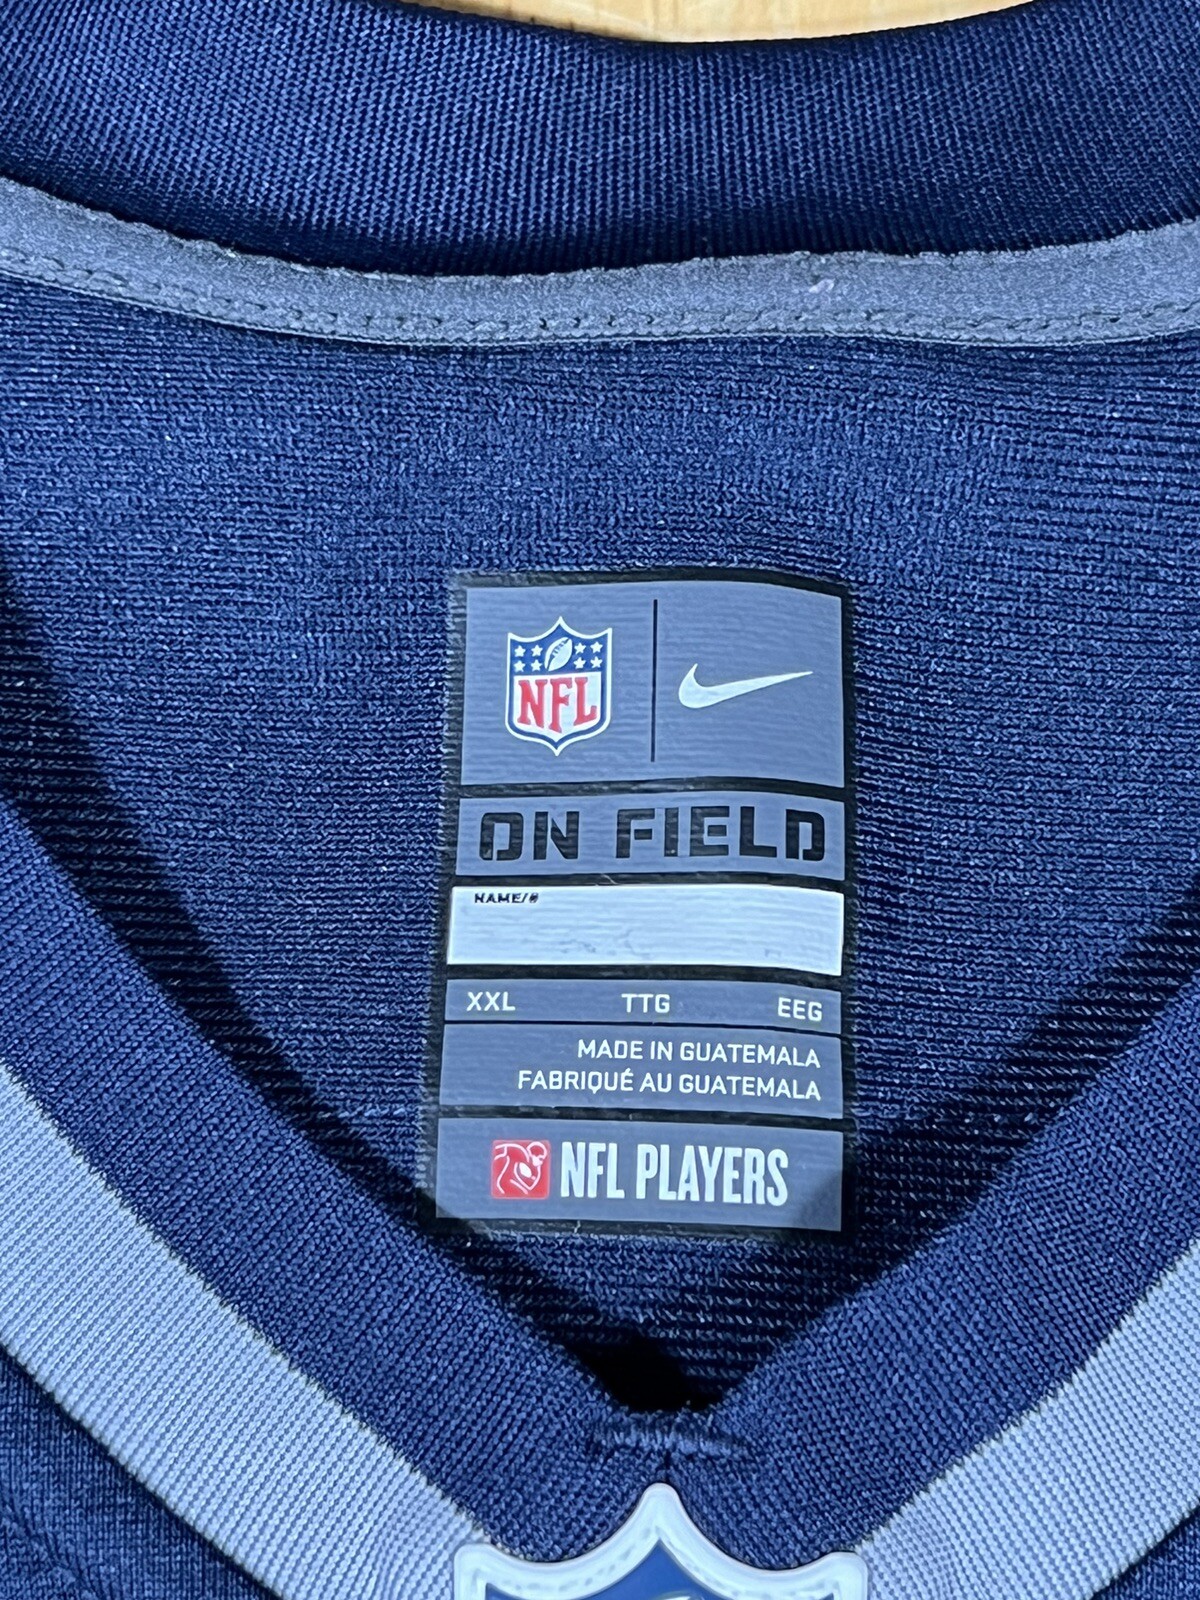 NFL
ON FIELD
NAME/#
XXL TTG EEG
MADE IN GUATEMALA
FABRIQUÉ AU GUATEMALA
NFL PLAYERS